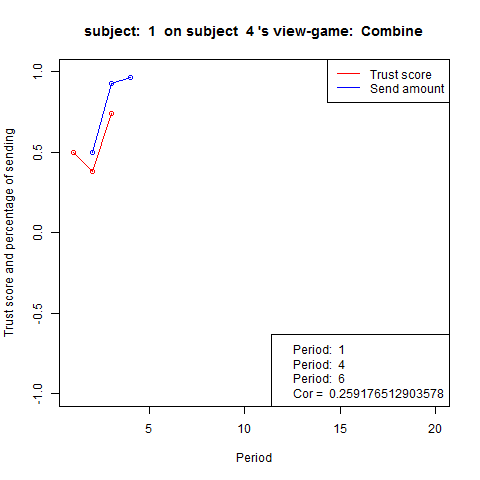 subject:  1  on subject  4 's view-game:  Combine
Trust score
Send amount
Trust score and percentage of sending
1.0
0.5
0.0
-0.5
-1.0
Period:  1
Period:  4
Period:  6
Cor =  0.259176512903578
5
10
15
20
Period